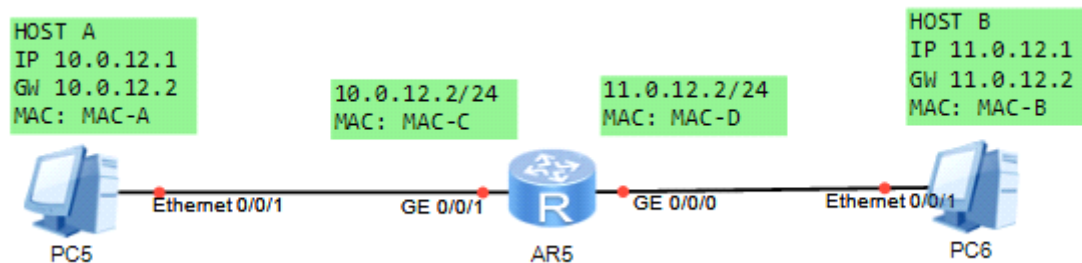 HOST A
IP 10.0.12.1
GW 10.0.12.2
MAC: MAC-A
10.0.12.2/24
MAC: MAC-C
11.0.12.2/24
MAC: MAC-D
HOST B
IP 11.0.12.1
GW 11.0.12.2
MAC: MAC-B
Ethernet 0/0/1
GE 0/0/1
R
GE 0/0/0
Ethernet 0/0/1
PC5
AR5
PC6